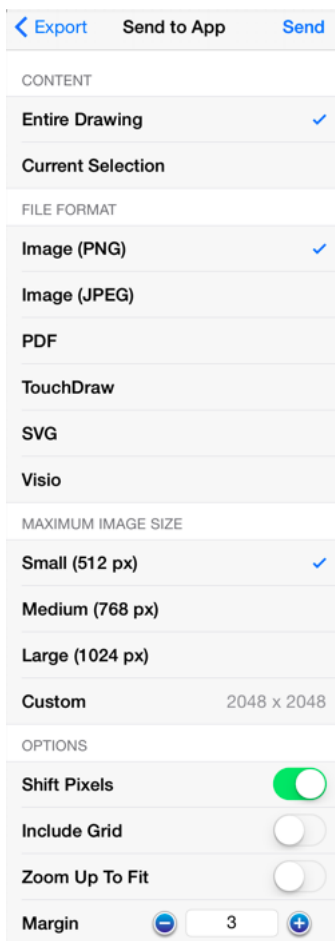 Export Send to App Send
CONTENT
Entire Drawing
Current Selection
FILE FORMAT
Image (PNG)
Image (JPEG)
PDF
TouchDraw
SVG
Visio
MAXIMUM IMAGE SIZE
Small (512 px)
Medium (768 px)
Large (1024 px)
Custom 2048 x 2048
OPTIONS
Shift Pixels
Include Grid
Zoom Up To Fit
Margin 3